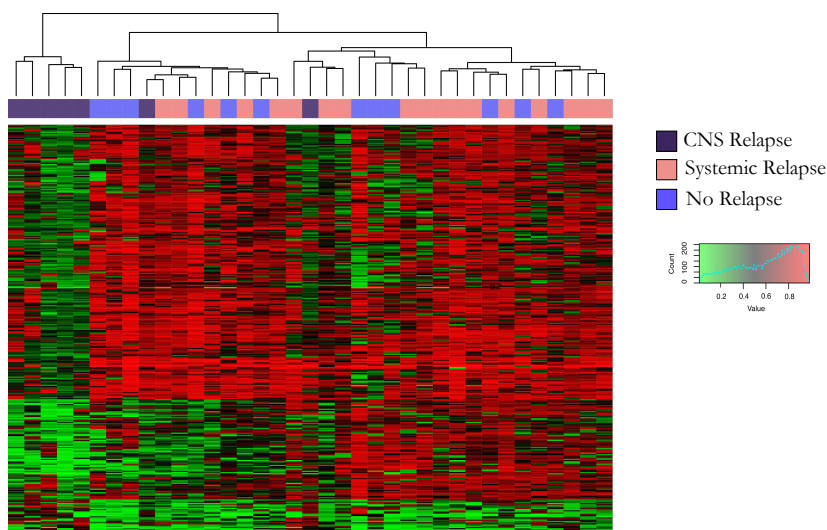 CNS Relapse
Systemic Relapse
No Relapse
Count
0 100 200
0.2 0.4 0.6 0.8
Value